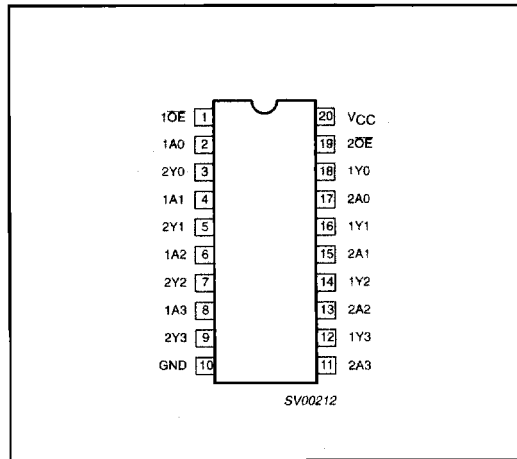 1O̅E̅ 1 20 VCC
1A0 2 19 2O̅E̅
2Y0 3 18 1Y0
1A1 4 17 2A0
2Y1 5 16 1Y1
1A2 6 15 2A1
2Y2 7 14 1Y2
1A3 8 13 2A2
2Y3 9 12 1Y3
GND 10 11 2A3
SV00212